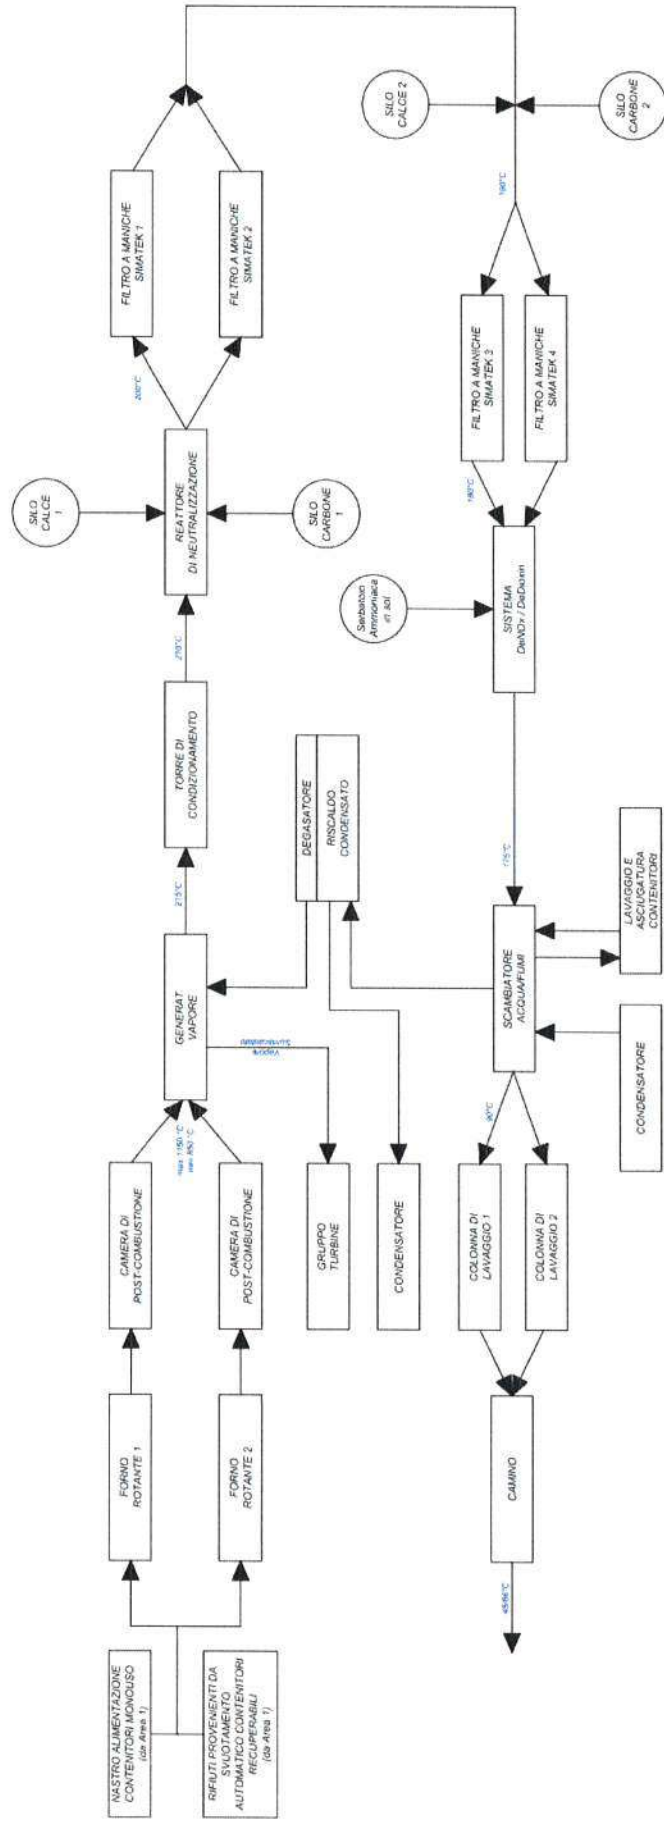 NASTRO ALIMENTAZIONE
CONTENITORI MONOUSO
(da Area 1)
RIFIUTI PROVENIENTI DA
SVUOTAMENTO
AUTOMATICO CONTENITORI
RECUPERABILI
(da Area 1)
FORNO
ROTANTE 1
FORNO
ROTANTE 2
CAMERA DI
POST-COMBUSTIONE
CAMERA DI
POST-COMBUSTIONE
max 1150 °C
min 850 °C
GENERAT
VAPORE
Vapore
Surriscaldato
GRUPPO
TURBINE
CONDENSATORE
DEGASATORE
RISCALDO
CONDENSATO
215°C
TORRE DI
CONDIZIONAMENTO
210°C
SILO
CALCE
1
REATTORE
DI NEUTRALIZZAZIONE
SILO
CARBONE
1
200°C
FILTRO A MANICHE
SIMATEK 1
FILTRO A MANICHE
SIMATEK 2
SILO
CALCE 2
SILO
CARBONE
2
190°C
FILTRO A MANICHE
SIMATEK 3
FILTRO A MANICHE
SIMATEK 4
180°C
Serbatoio
Ammoniaca
in sol
SISTEMA
DeNOx / DeDioxin
175°C
SCAMBIATORE
ACQUA/FUMI
LAVAGGIO E
ASCIUGATURA
CONTENITORI
CONDENSATORE
90°C
COLONNA DI
LAVAGGIO 1
COLONNA DI
LAVAGGIO 2
CAMINO